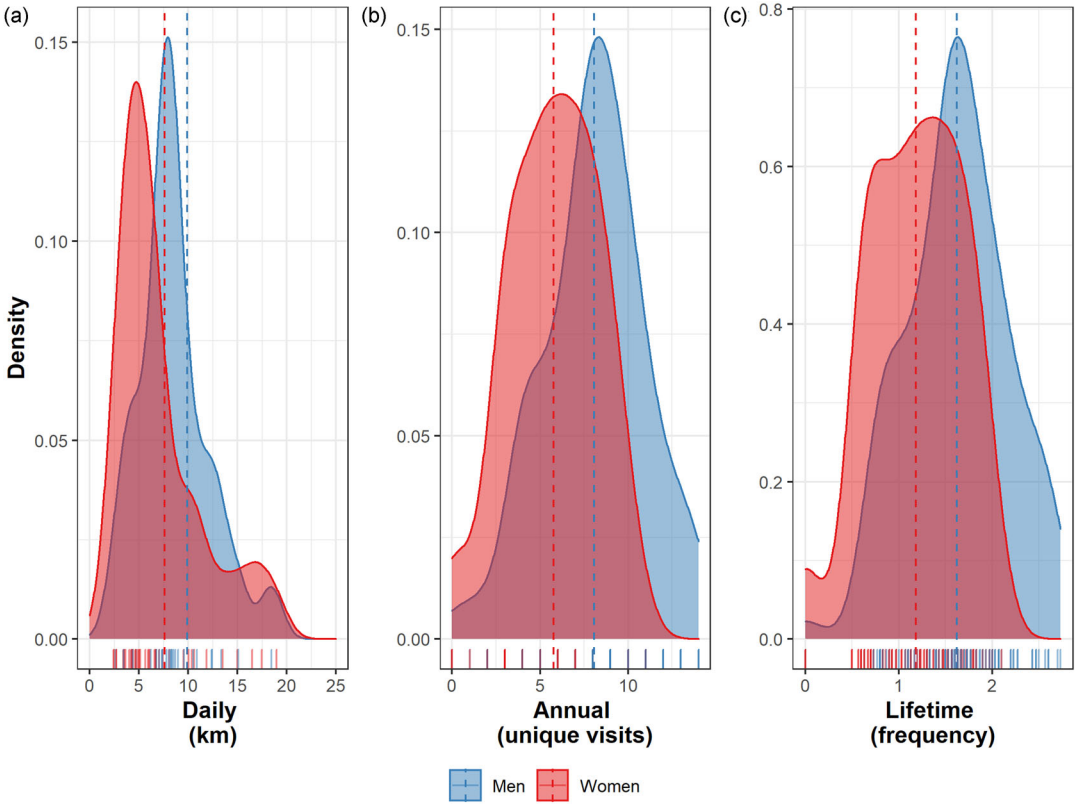 (a) (b) (c)
Density
0.15
0.10
0.05
0.00
0 5 10 15 20 25
Daily
(km)
0.15
0.10
0.05
0.00
0 5 10
Annual
(unique visits)
0.8
0.6
0.4
0.2
0.0
0 1 2
Lifetime
(frequency)
Men Women